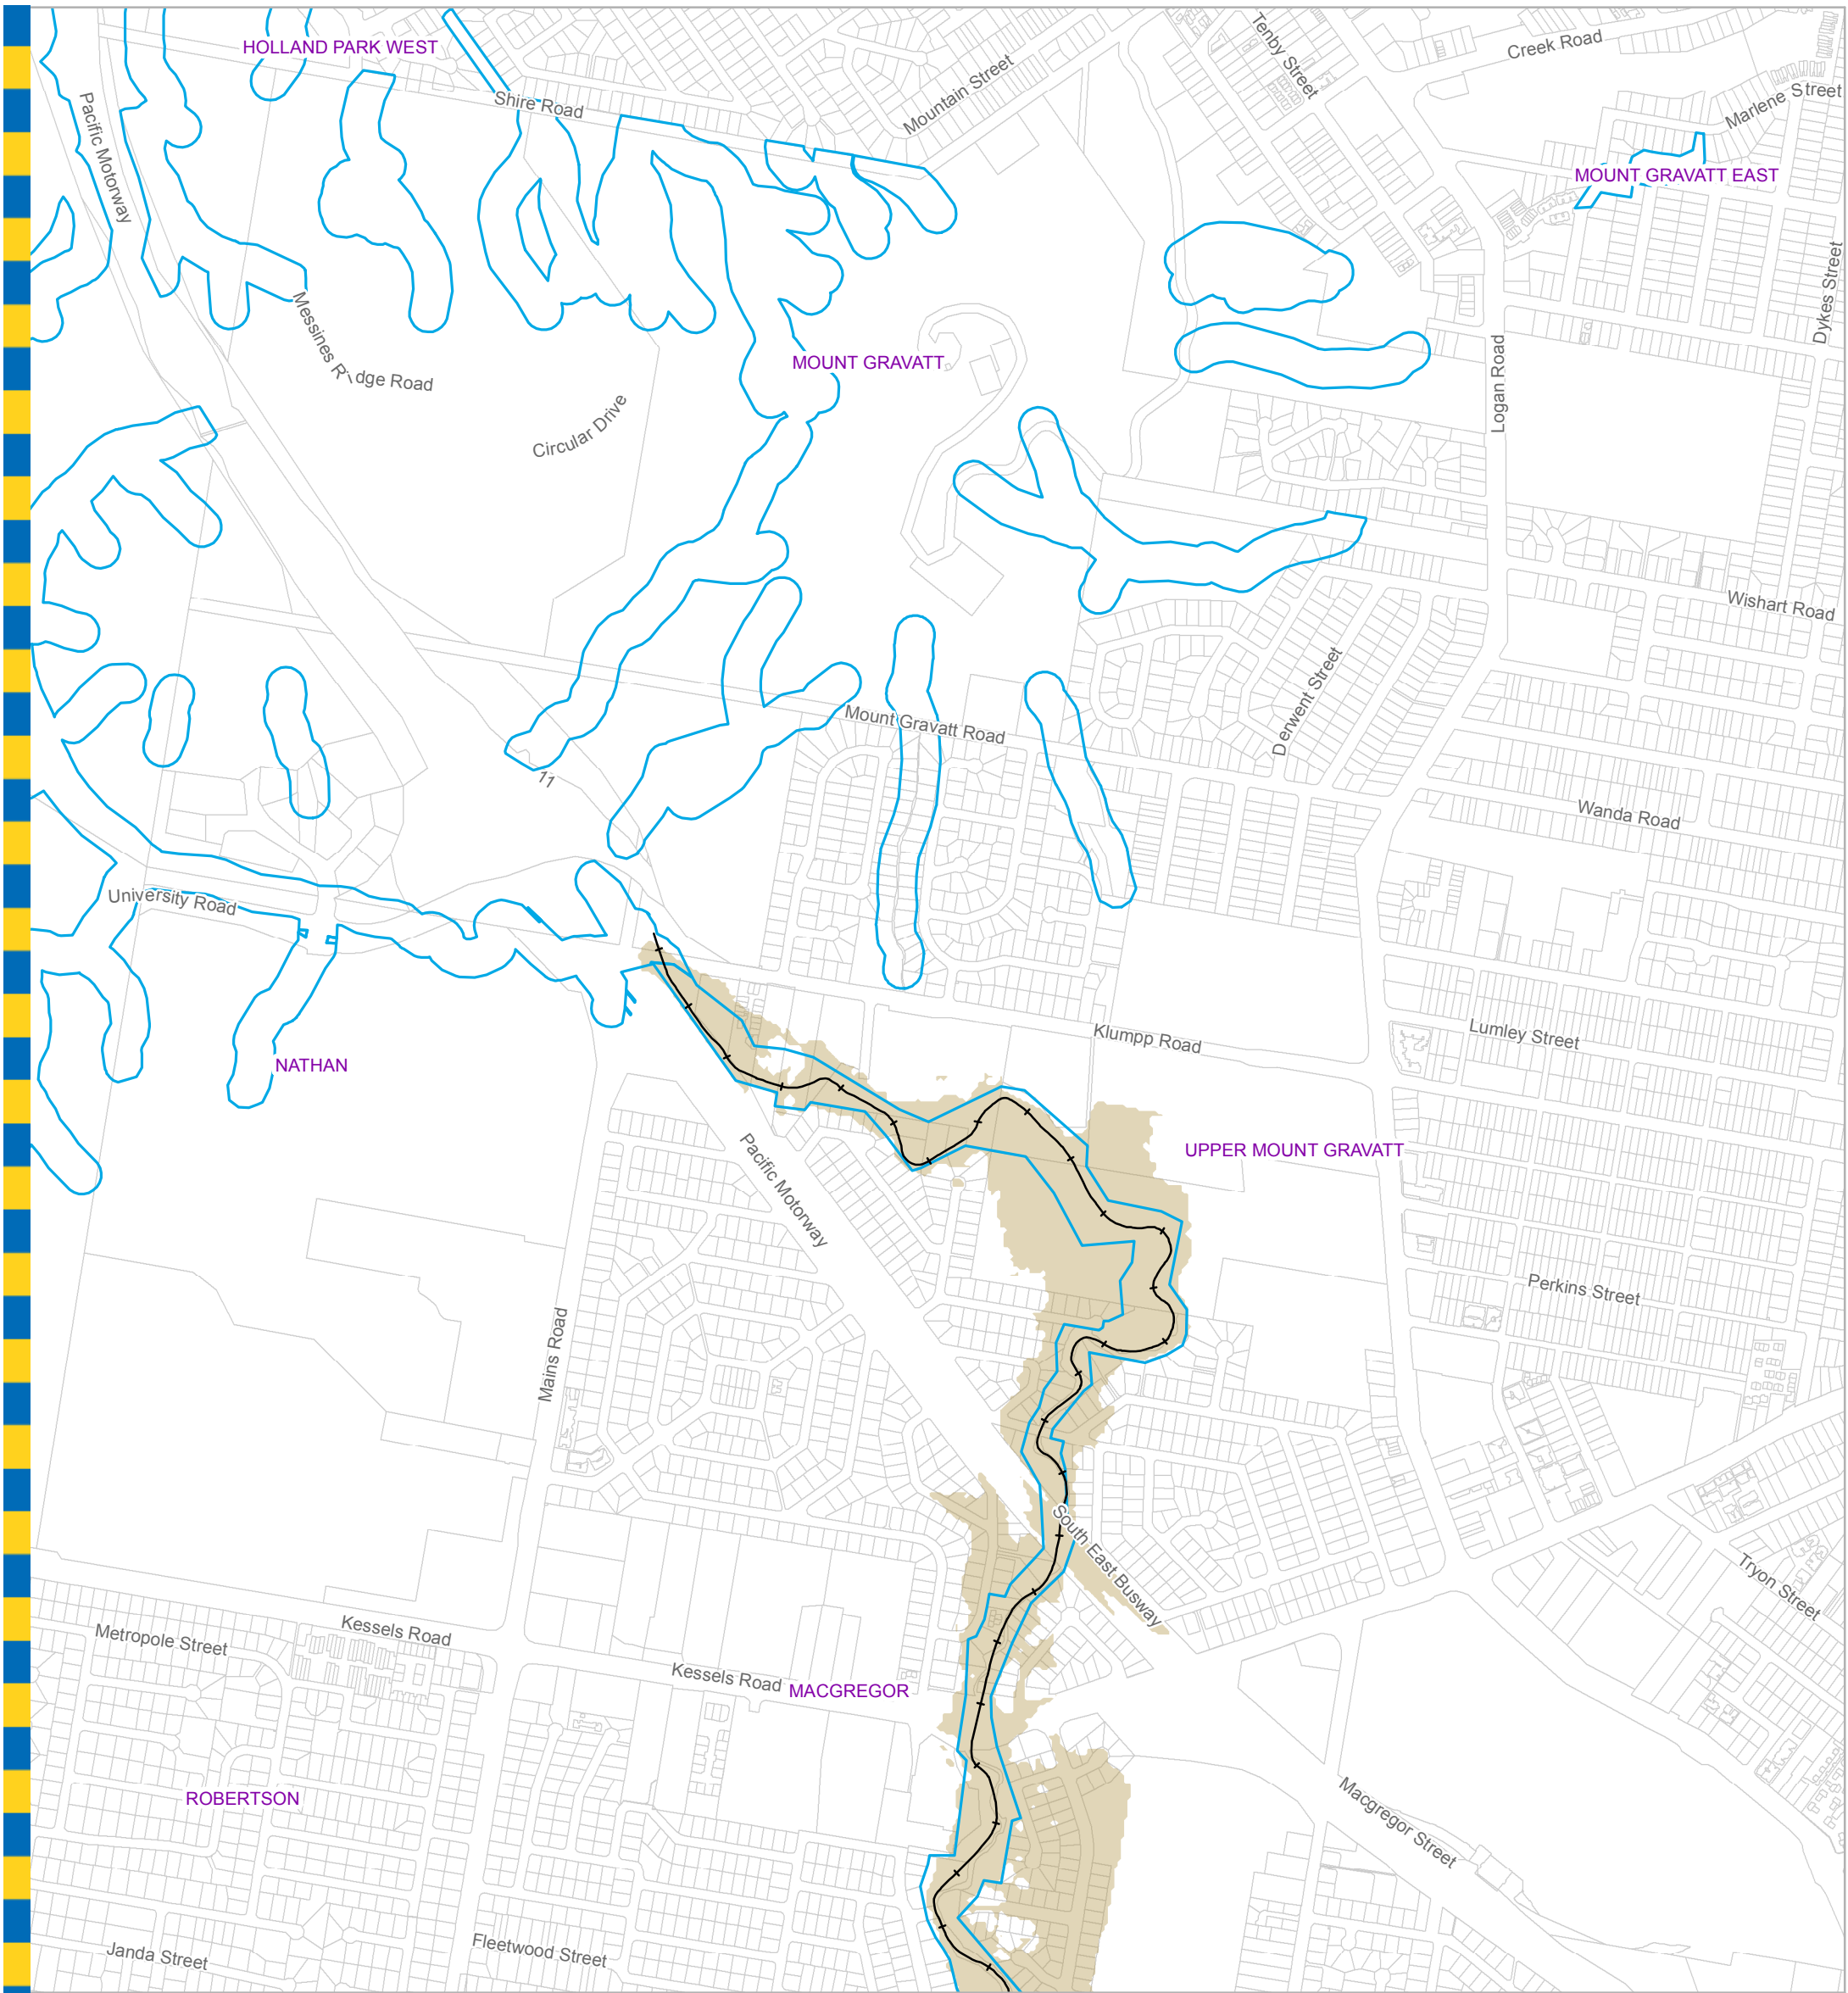 Tenby Street
Creek Road
HOLLAND PARK WEST
Mountain Street
Pacific Motorway
Shire Road
Marlene Street
MOUNT GRAVATT EAST
Dykes Street
Messines Ridge Road
MOUNT GRAVATT
Logan Road
Circular Drive
Wishart Road
Derwent Street
Mount Gravatt Road
11
Wanda Road
University Road
Klumpp Road
Lumley Street
NATHAN
UPPER MOUNT GRAVATT
Pacific Motorway
Perkins Street
Mains Road
South East Busway
Tryon Street
Kessels Road
Metropole Street
Kessels Road
MACGREGOR
ROBERTSON
Macgregor Street
Fleetwood Street
Janda Street